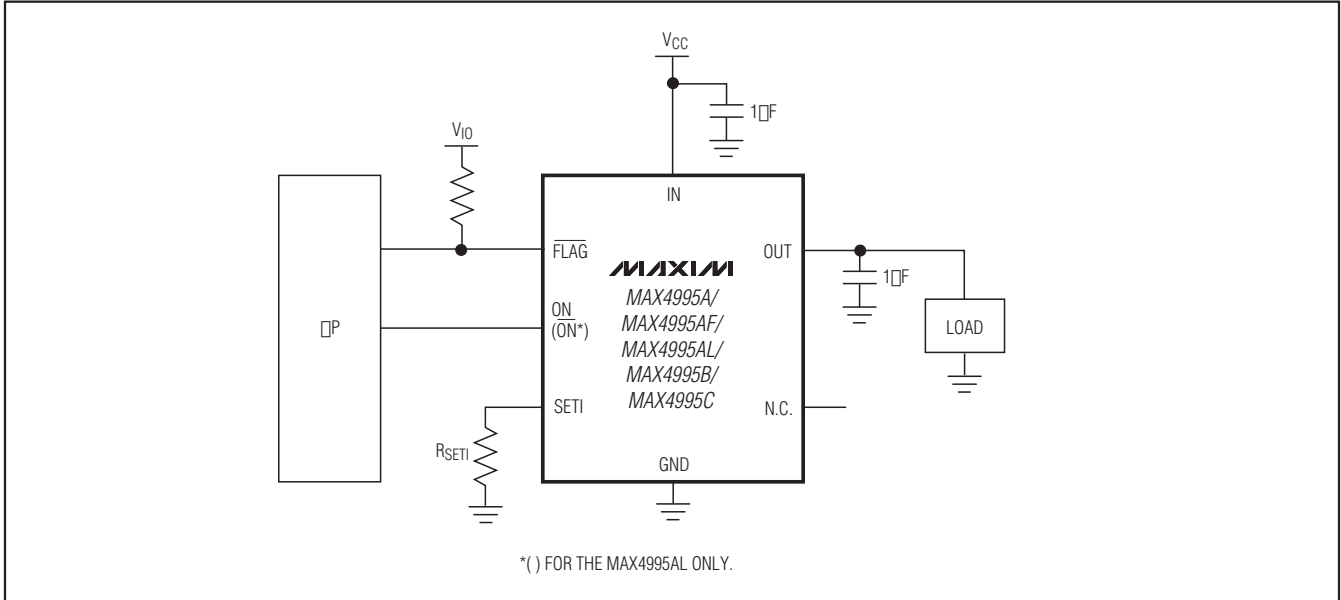 VCC
1▯F
VIO
IN
FLAG
OUT
MAXIM
1▯F
MAX4995A/
ON
(ON*)
MAX4995AF/
▯P
LOAD
MAX4995AL/
MAX4995B/
MAX4995C
SETI
N.C.
RSETI
GND
*( ) FOR THE MAX4995AL ONLY.